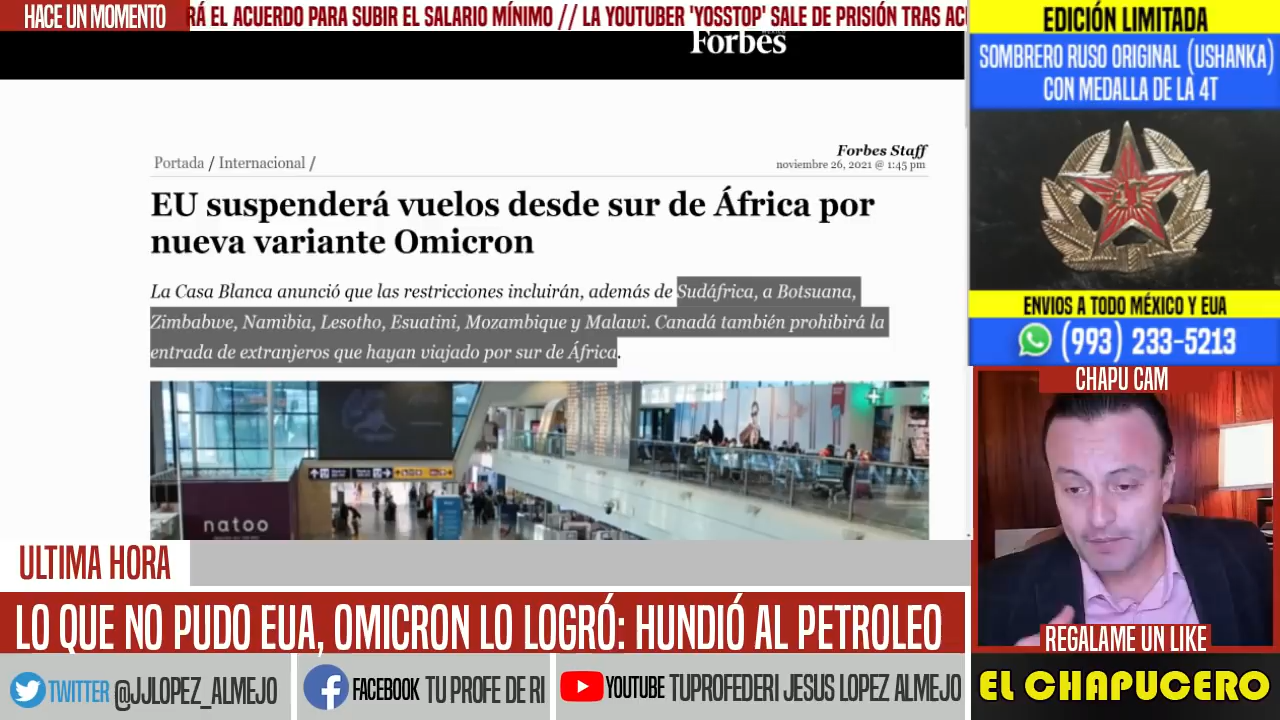 HACE UN MOMENTO
RÁ EL ACUERDO PARA SUBIR EL SALARIO MÍNIMO // LA YOUTUBER 'YOSSTOP' SALE DE PRISIÓN TRAS
Forbes
MÉXICO
Portada / Internacional /
Forbes Staff
noviembre 26, 2021 @ 1:45 pm
EU suspenderá vuelos desde sur de África por
nueva variante Omicron
La Casa Blanca anunció que las restricciones incluirán, además de Sudáfrica, a Botsuana,
Zimbabwe, Namibia, Lesotho, Esuatini, Mozambique y Malawi. Canadá también prohibirá la
entrada de extranjeros que hayan viajado por sur de África.
natoo
ULTIMA HORA
LO QUE NO PUDO EUA, OMICRON LO LOGRÓ: HUNDIÓ AL PETROLEO
TWITTER @JJLOPEZ_ALMEJO
FACEBOOK TU PROFE DE RI
YOUTUBE TUPROFEDERI JESUS LOPEZ ALMEJO
EDICIÓN LIMITADA
SOMBRERO RUSO ORIGINAL (USHANKA)
CON MEDALLA DE LA 4T
4T
ENVIOS A TODO MÉXICO Y EUA
(993) 233-5213
CHAPU CAM
REGALAME UN LIKE
EL CHAPUCERO